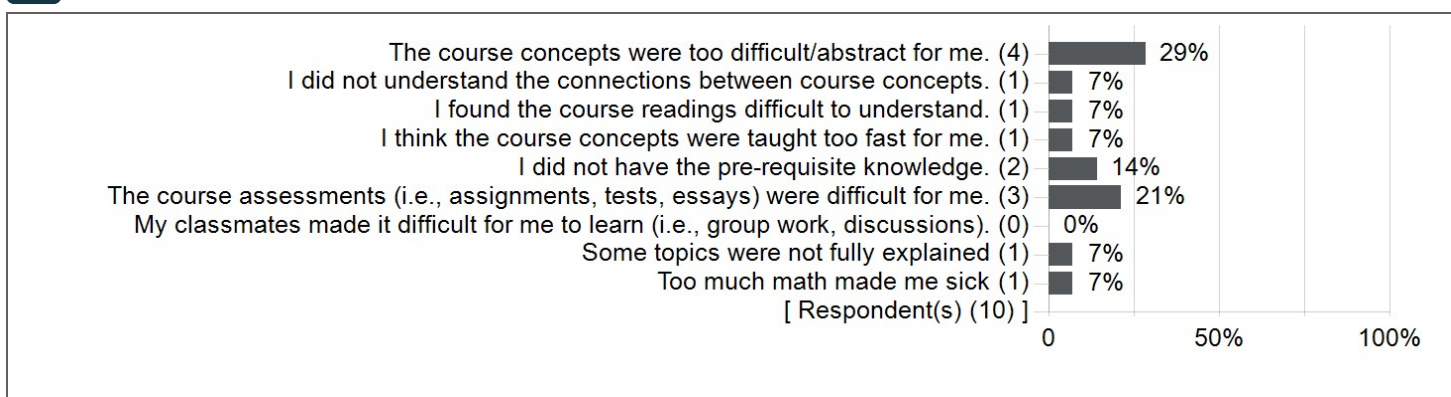 The course concepts were too difficult/abstract for me. (4) 29%
I did not understand the connections between course concepts. (1) 7%
I found the course readings difficult to understand. (1) 7%
I think the course concepts were taught too fast for me. (1) 7%
I did not have the pre-requisite knowledge. (2) 14%
The course assessments (i.e., assignments, tests, essays) were difficult for me. (3) 21%
My classmates made it difficult for me to learn (i.e., group work, discussions). (0) 0%
Some topics were not fully explained (1) 7%
Too much math made me sick (1) 7%
[ Respondent(s) (10) ]
0 50% 100%